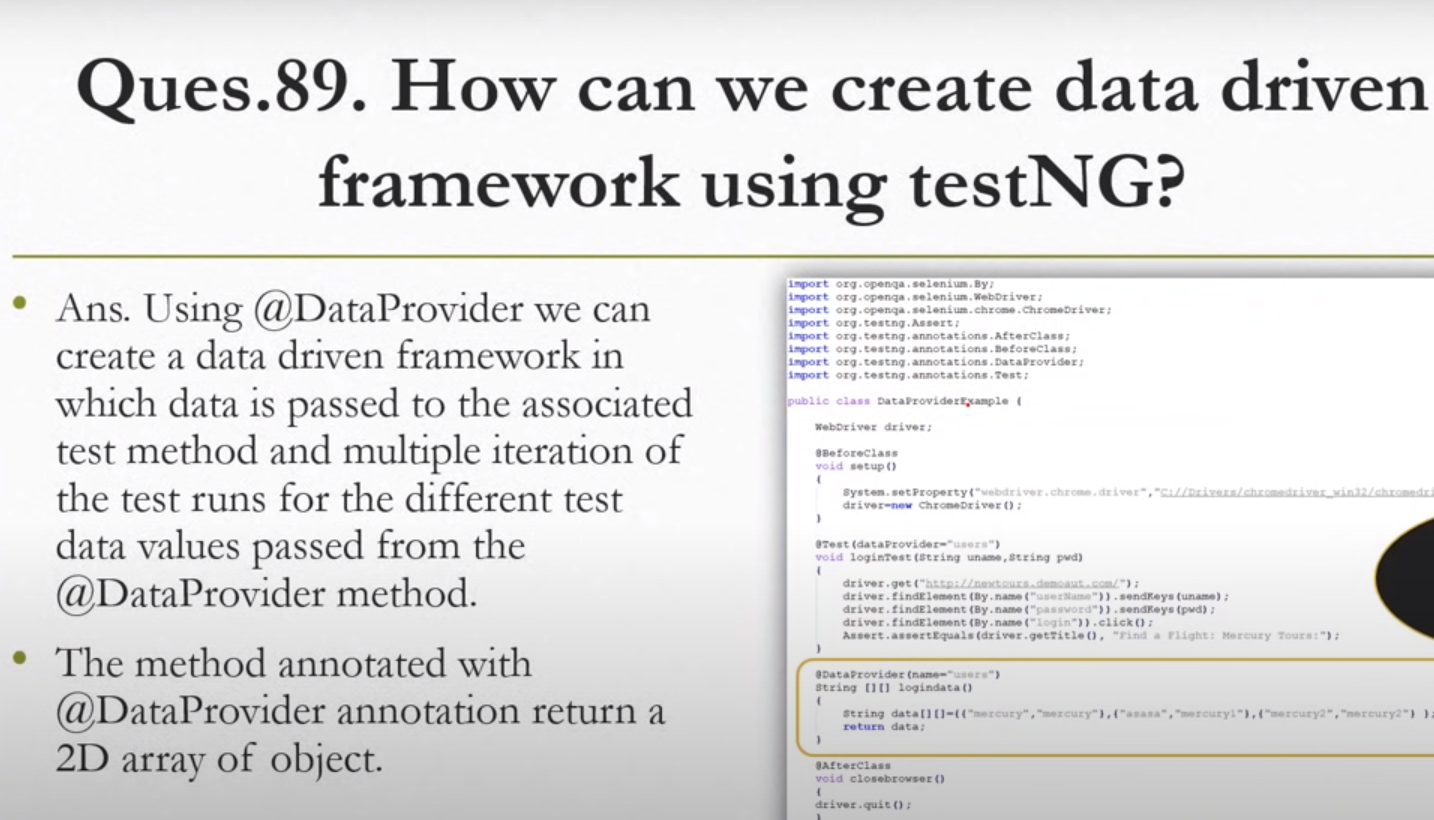 Ques.89. How can we create data driven
framework using testNG?
Ans. Using @DataProvider we can
create a data driven framework in
which data is passed to the associated
test method and multiple iteration of
the test runs for the different test
data values passed from the
@DataProvider method.
The method annotated with
@DataProvider annotation return a
2D array of object.
import org.openqa.selenium.By;
import org.openqa.selenium.WebDriver;
import org.openqa.selenium.chrome.ChromeDriver;
import org.testng.Assert;
import org.testng.annotations.AfterClass;
import org.testng.annotations.BeforeClass;
import org.testng.annotations.DataProvider;
import org.testng.annotations.Test;
public class DataProviderExample {
WebDriver driver;
@BeforeClass
void setup()
{
System.setProperty("webdriver.chrome.driver","C://Drivers/chromedriver_win32/chromedri
driver=new ChromeDriver();
}
@Test(dataProvider="users")
void loginTest(String uname,String pwd)
{
driver.get("http://newtours.demoaut.com/");
driver.findElement(By.name("userName")).sendKeys(uname);
driver.findElement(By.name("password")).sendKeys(pwd);
driver.findElement(By.name("login")).click();
Assert.assertEquals(driver.getTitle(), "Find a Flight: Mercury Tours:");
}
@DataProvider(name="users")
String [][] logindata()
{
String data[][]={{"mercury","mercury"},{"asasa","mercury1"},{"mercury2","mercury2"} };
return data;
}
@AfterClass
void closebrowser()
{
driver.quit();
}